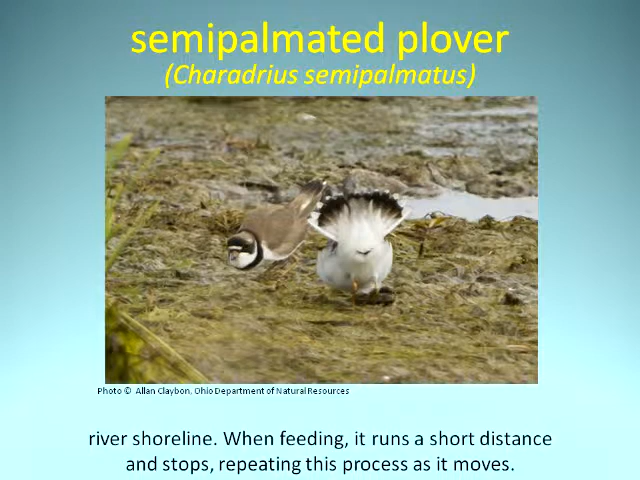 semipalmated plover
(Charadrius semipalmatus)
Photo © Allan Claybon, Ohio Department of Natural Resources
river shoreline. When feeding, it runs a short distance
and stops, repeating this process as it moves.